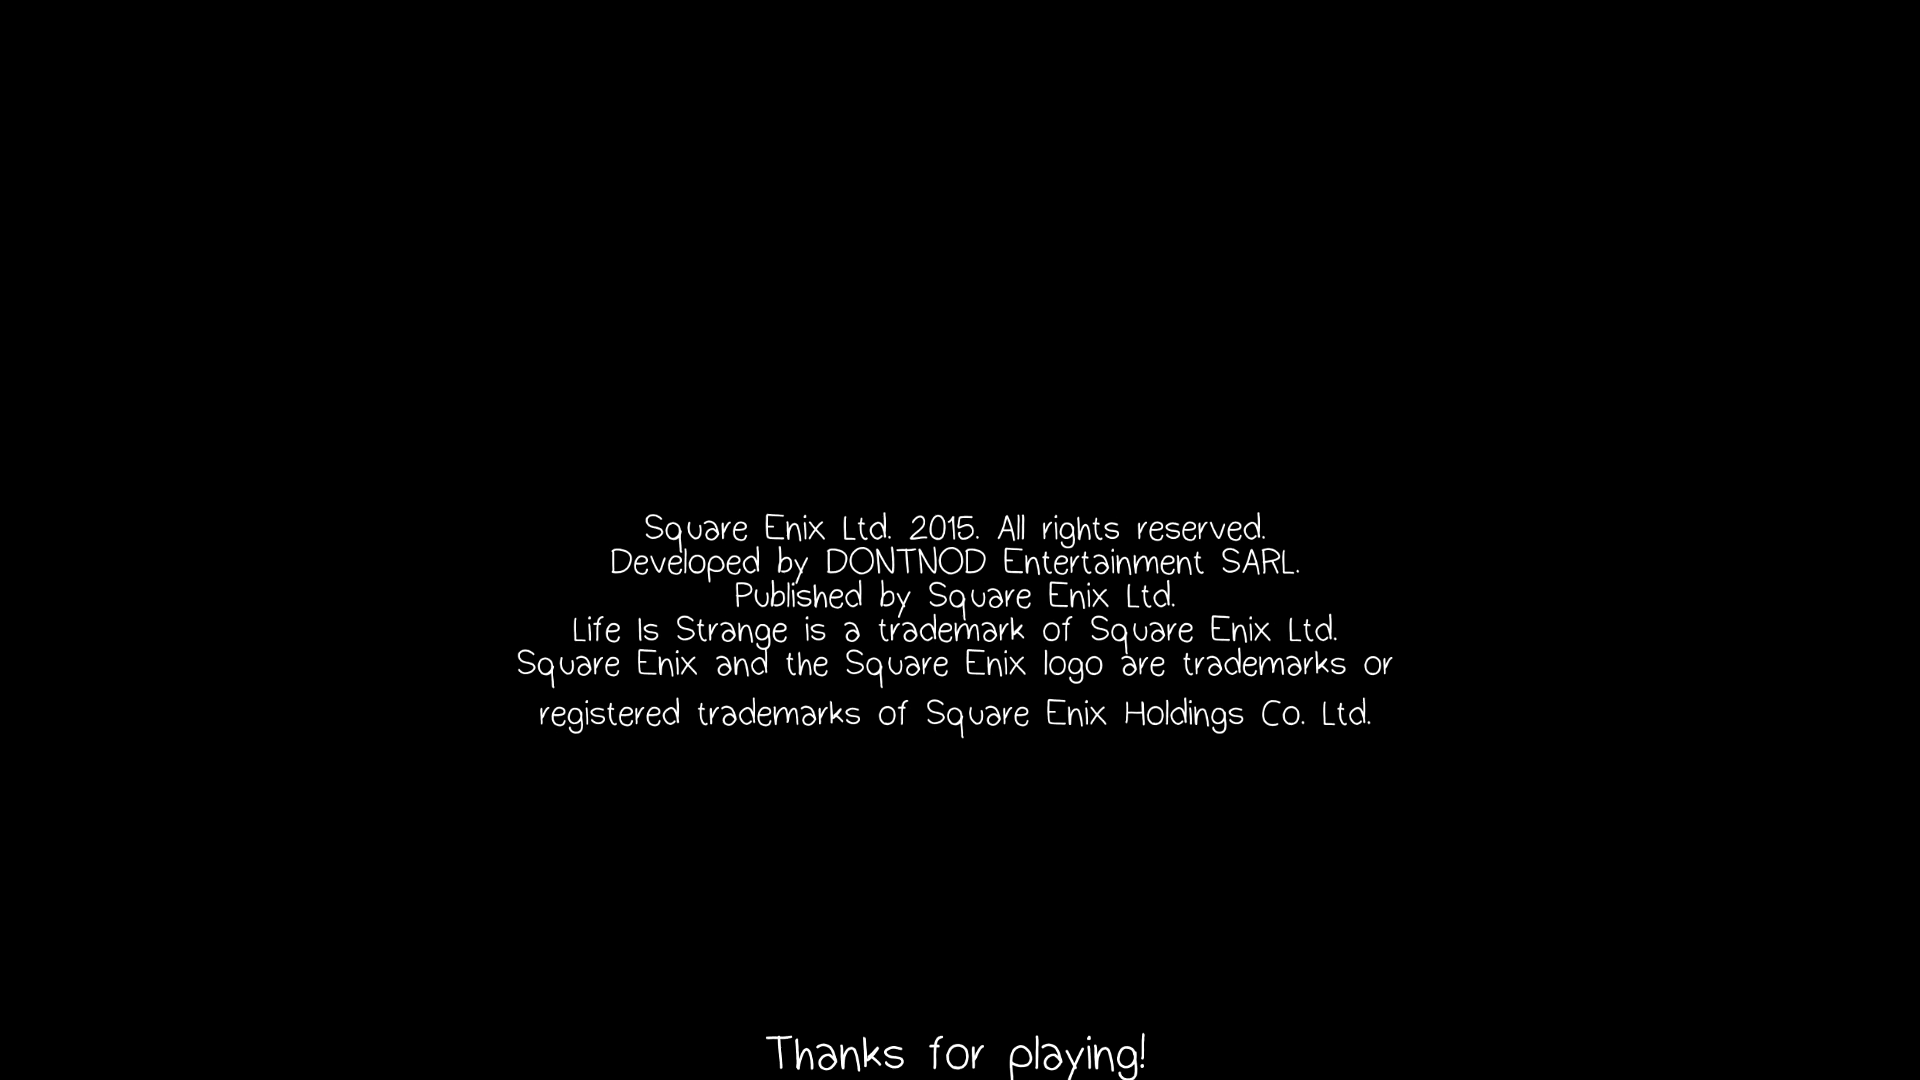 Square Enix Ltd. 2015. All rights reserved.
Developed by DONTNOD Entertainment SARL.
Published by Square Enix Ltd.
Life Is Strange is a trademark of Square Enix Ltd.
Square Enix and the Square Enix logo are trademarks or
registered trademarks of Square Enix Holdings Co. Ltd.
Thanks for playing!